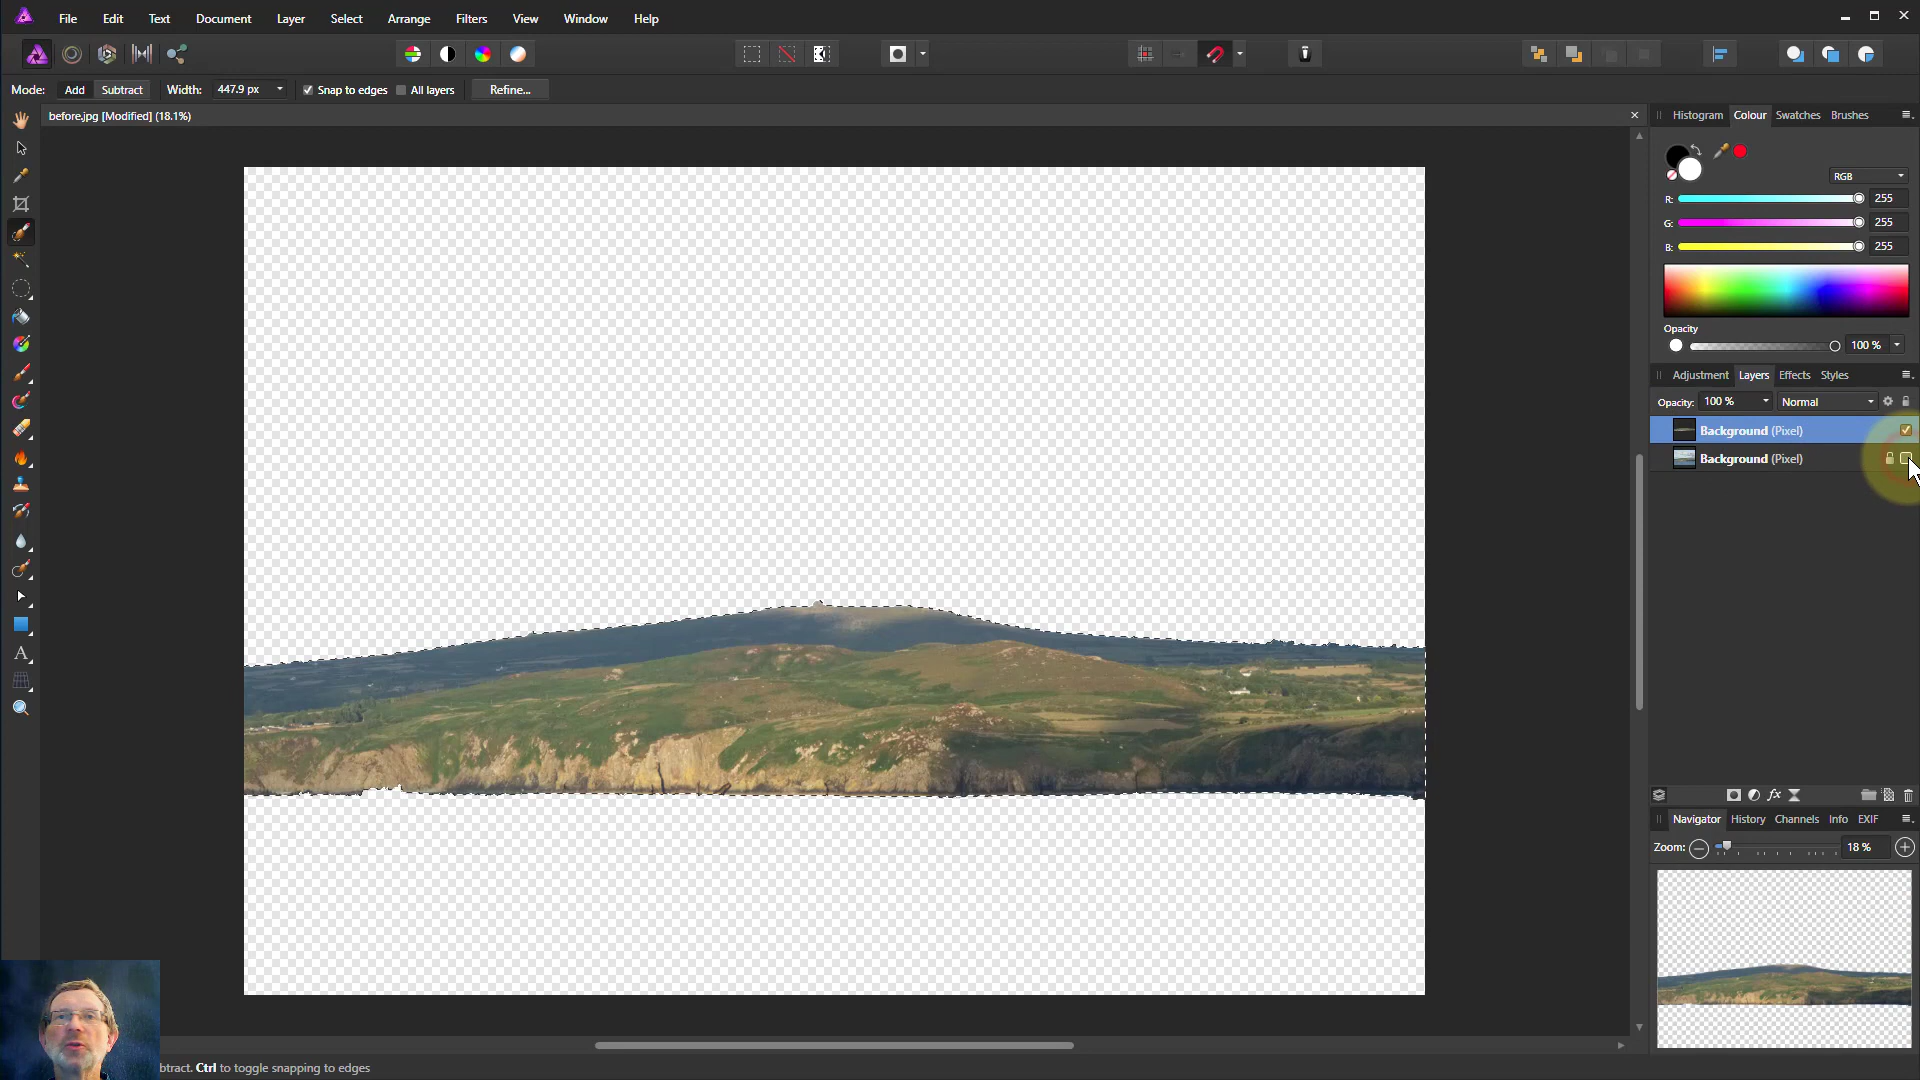 File Edit Text Document Layer Select Arrange Filters View Window Help
Mode: Add Subtract Width: 447.9 px Snap to edges All layers Refine...
before.jpg [Modified] (18.1%)
Histogram Colour Swatches Brushes
RGB
R: 255
G: 255
B: 255
Opacity
100 %
Adjustment Layers Effects Styles
Opacity: 100 % Normal
Background (Pixel)
Background (Pixel)
fx
Navigator History Channels Info EXIF
Zoom: 18 %
A
btract. Ctrl to toggle snapping to edges